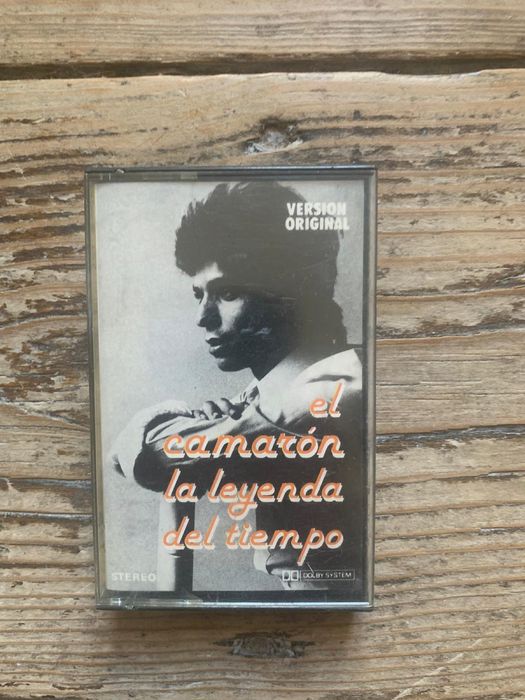 VERSION
ORIGINAL
el
camarón
la leyenda
del tiempo
STEREO
DOLBY SYSTEM